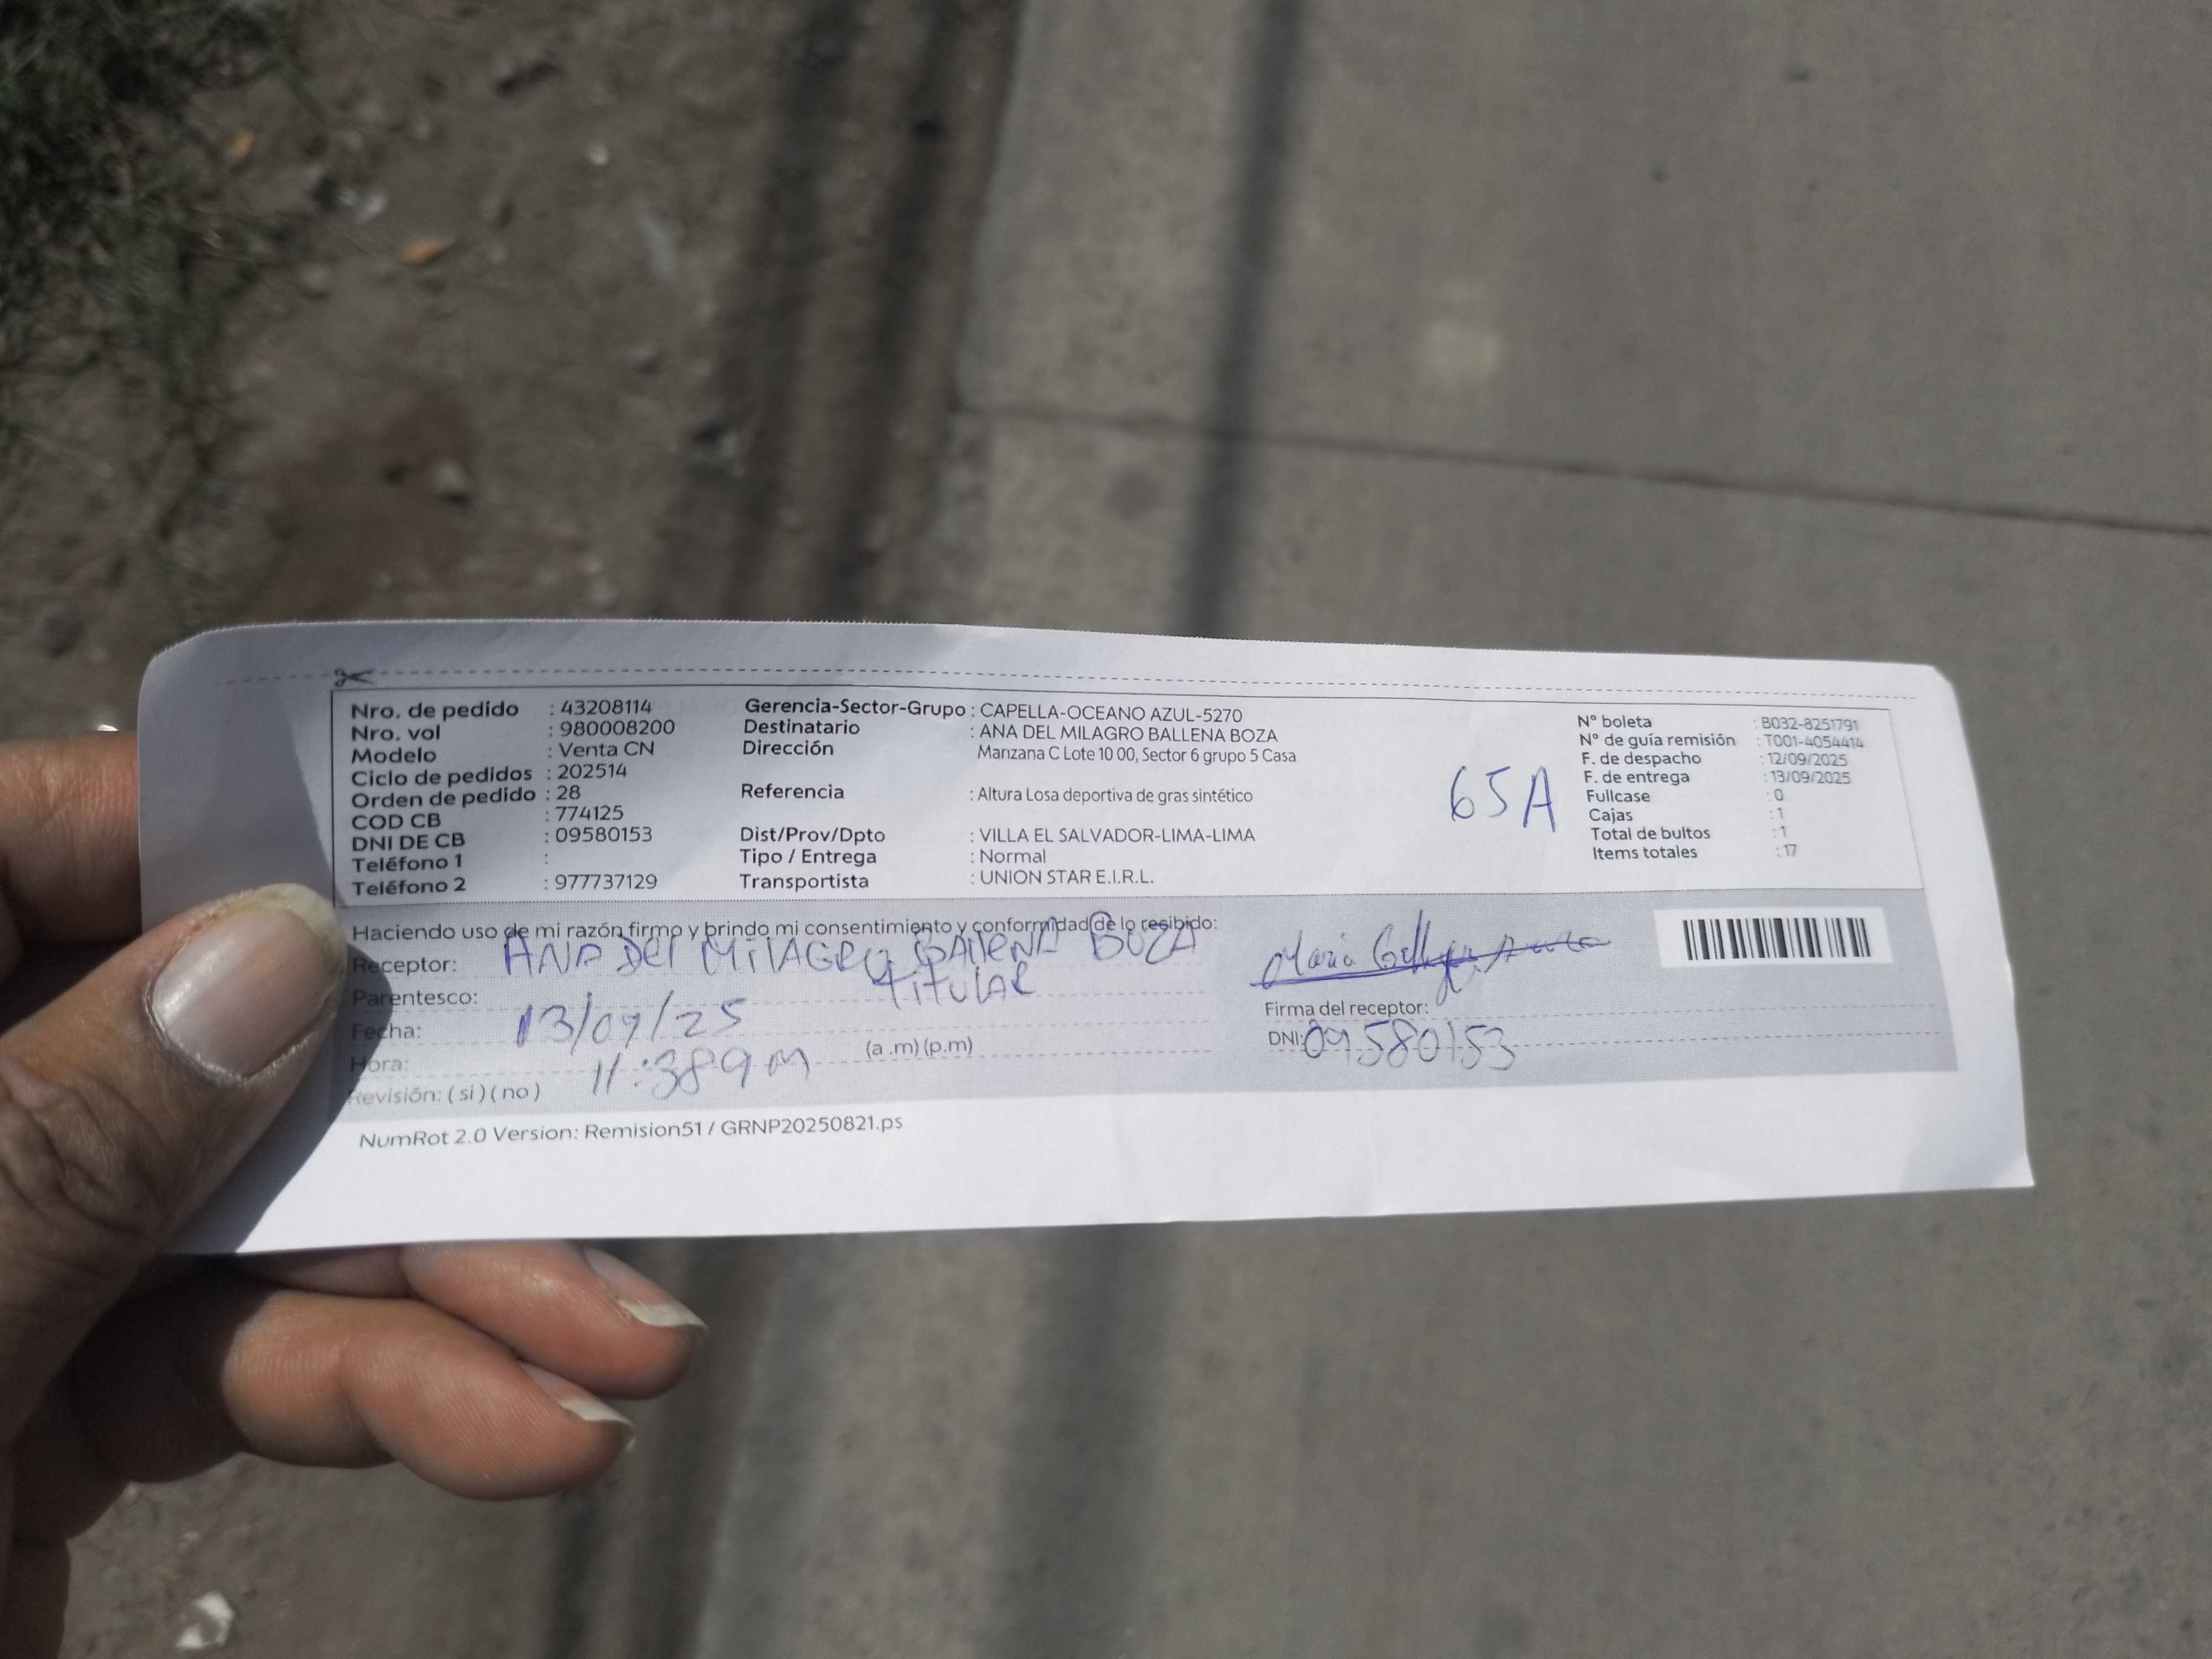 Nro. de pedido : 43208114
Nro. vol : 980008200
Modelo : Venta CN
Ciclo de pedidos : 202514
Orden de pedido : 28
COD CB : 774125
DNI DE CB : 09580153
Teléfono 1 :
Teléfono 2 : 977737129
Gerencia-Sector-Grupo : CAPELLA-OCEANO AZUL-5270
Destinatario : ANA DEL MILAGRO BALLENA BOZA
Dirección Manzana C Lote 10 00, Sector 6 grupo 5 Casa
Referencia : Altura Losa deportiva de gras sintético
Dist/Prov/Dpto : VILLA EL SALVADOR-LIMA-LIMA
Tipo / Entrega : Normal
Transportista : UNION STAR E.I.R.L.
65A
N° boleta : B032-8251791
N° de guía remisión : T001-4054414
F. de despacho : 12/09/2025
F. de entrega : 13/09/2025
Fullcase : 0
Cajas : 1
Total de bultos : 1
Items totales : 17
Haciendo uso de mi razón firmo y brindo mi consentimiento y conformidad de lo recibido:
Receptor: ANA DEl MilAGRO BAllENA BOZA
Parentesco: titulAR
Fecha: 13/09/25
Hora: 11:38am (a .m) (p.m)
Revisión: ( si ) ( no )
Maria
Firma del receptor:
DNI: 09580153
NumRot 2.0 Version: Remision51 / GRNP20250821.ps